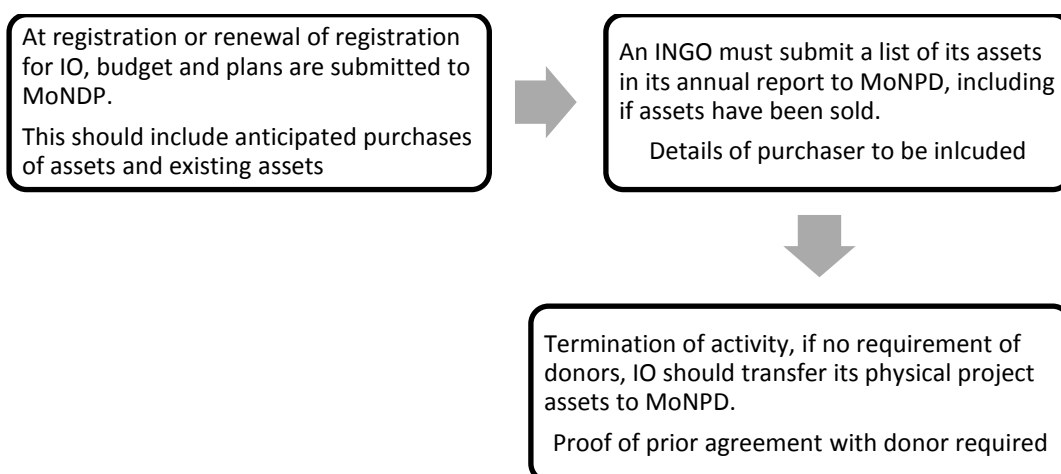 At registration or renewal of registration
for IO, budget and plans are submitted to
MoNDP.
This should include anticipated purchases
of assets and existing assets
An INGO must submit a list of its assets
in its annual report to MoNPD, including
if assets have been sold.
Details of purchaser to be inlcuded
Termination of activity, if no requirement of
donors, IO should transfer its physical project
assets to MoNPD.
Proof of prior agreement with donor required